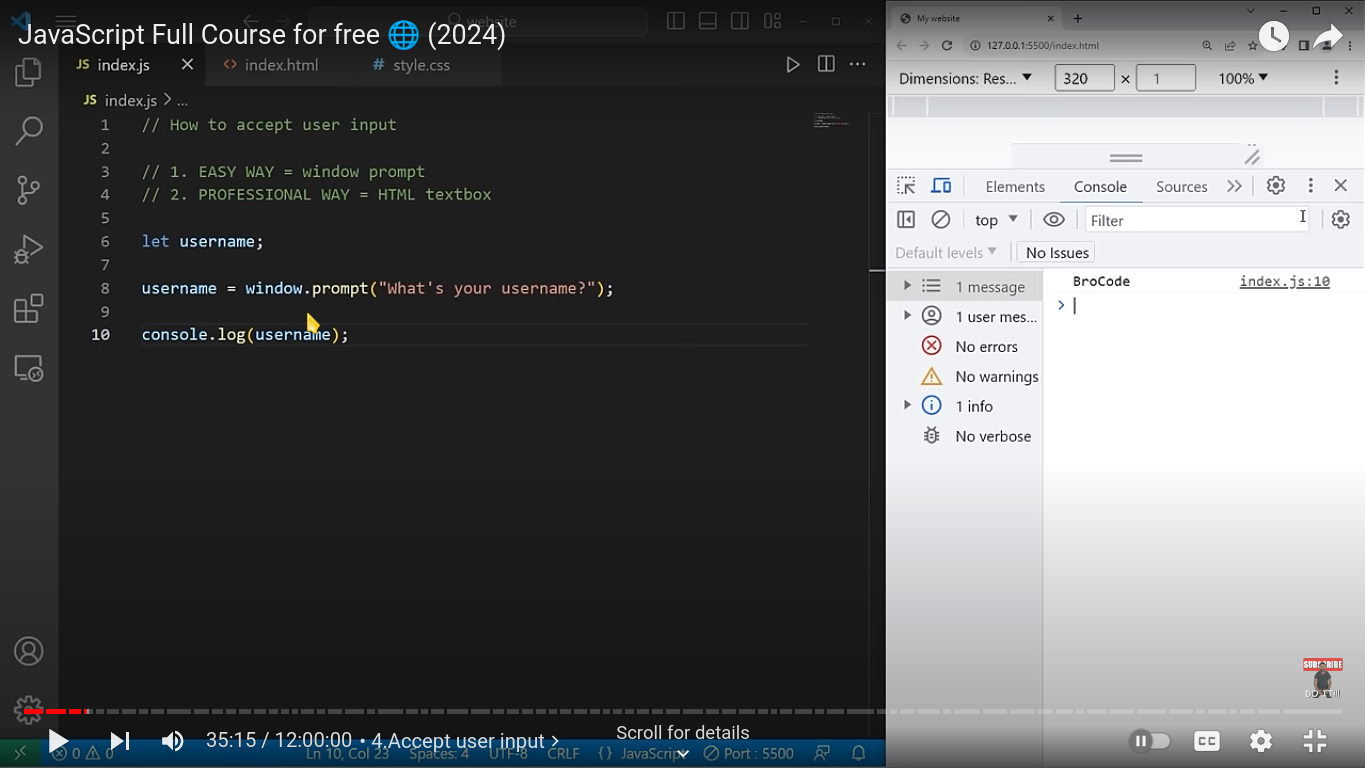 JavaScript Full Course for free 🌐 (2024)
website
JS index.js
<> index.html
# style.css
JS index.js > ...
1 // How to accept user input
2
3 // 1. EASY WAY = window prompt
4 // 2. PROFESSIONAL WAY = HTML textbox
5
6 let username;
7
8 username = window.prompt("What's your username?");
9
10 console.log(username);
My website
127.0.0.1:5500/index.html
Dimensions: Res... 320 × 1 100%
Elements Console Sources
top Filter
Default levels No Issues
1 message
1 user mes...
No errors
No warnings
1 info
No verbose
BroCode index.js:10
>
SUBSCRIBE
DO IT!!!
Scroll for details
35:15 / 12:00:00 • 4.Accept user input >
CC
0 0 Ln 10, Col 23 Spaces: 4 UTF-8 CRLF {} JavaScript Port : 5500